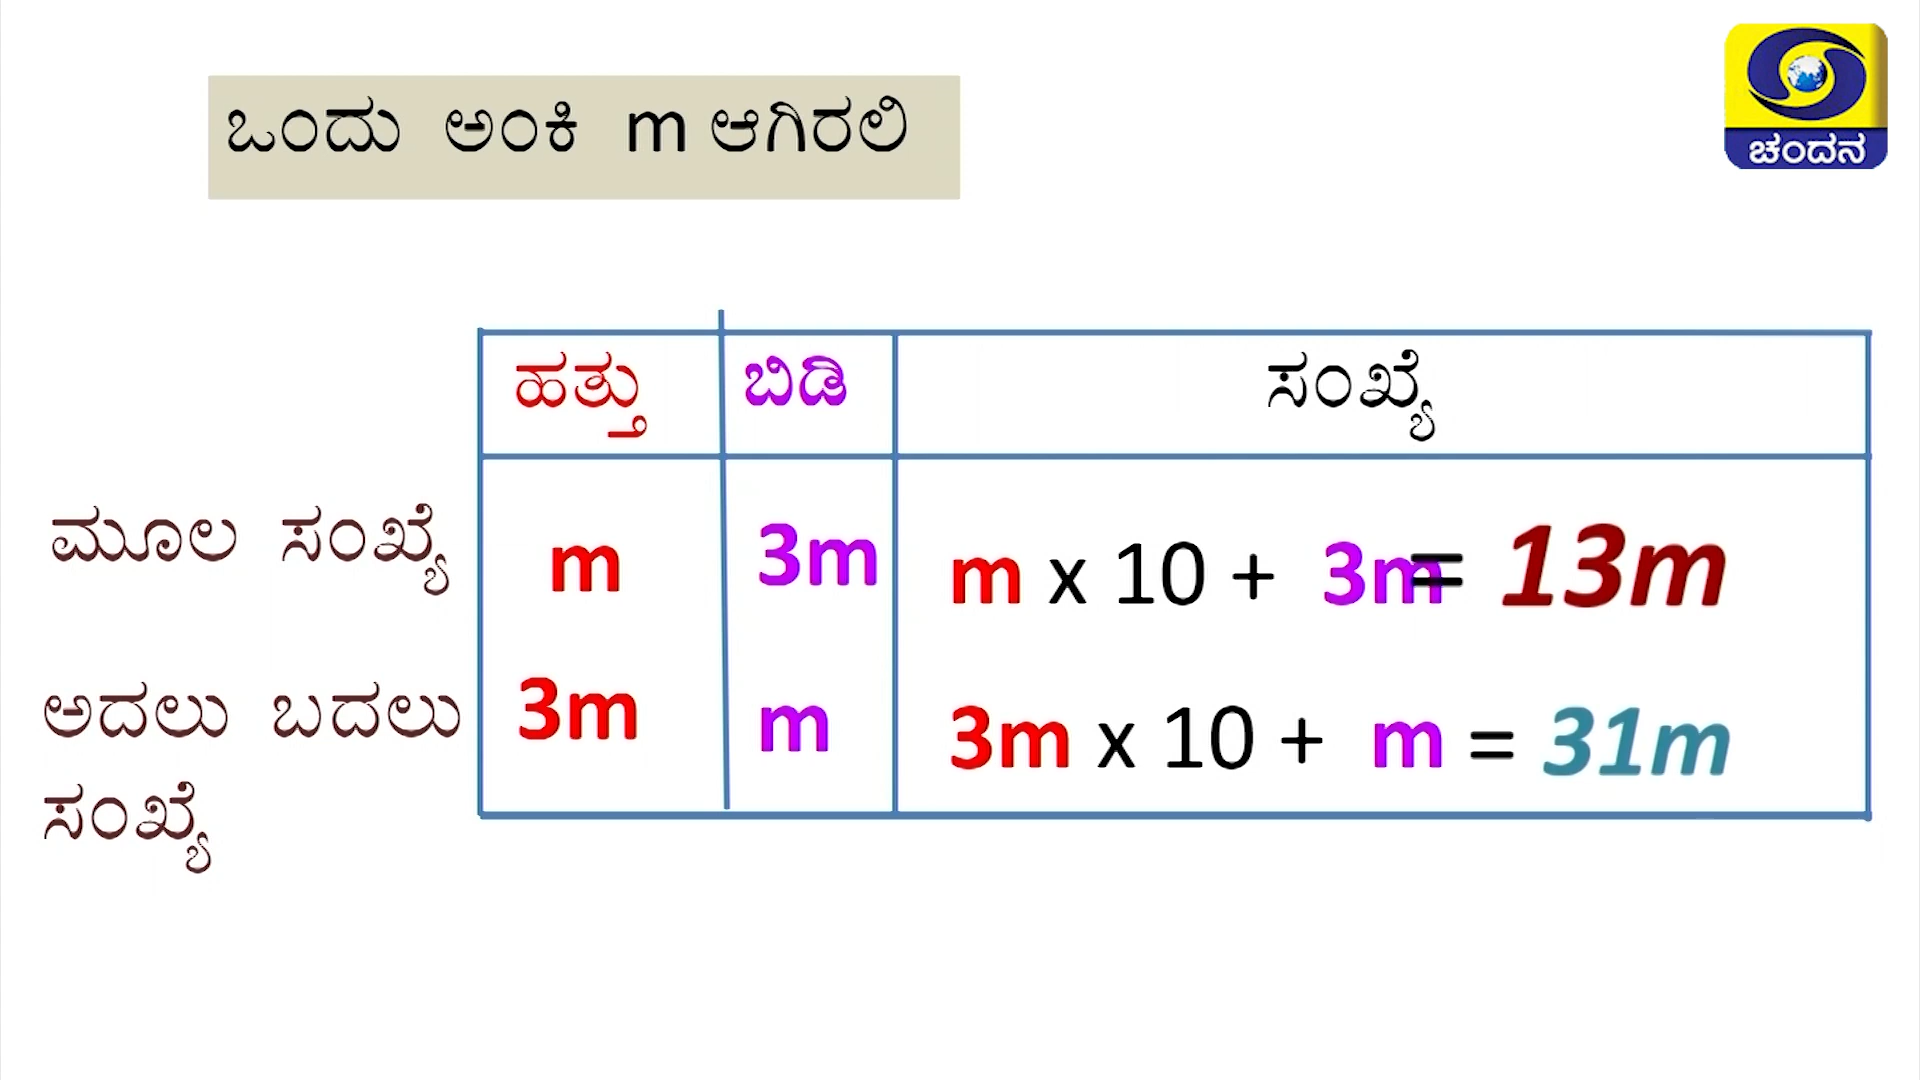 ಒಂದು ಅಂಕಿ m ಆಗಿರಲಿ
ಚಂದನ
ಹತ್ತು ಬಿಡಿ ಸಂಖ್ಯೆ
ಮೂಲ ಸಂಖ್ಯೆ m 3m m x 10 + 3m = 13m
ಅದಲು ಬದಲು 3m m 3m x 10 + m = 31m
ಸಂಖ್ಯೆ